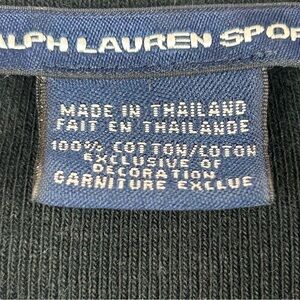 ALPH LAUREN SPOR
MADE IN THAILAND
FAIT EN THAILANDE
100% COTTON/COTON
EXCLUSIVE OF
DECORATION
GARNITURE EXCLUE